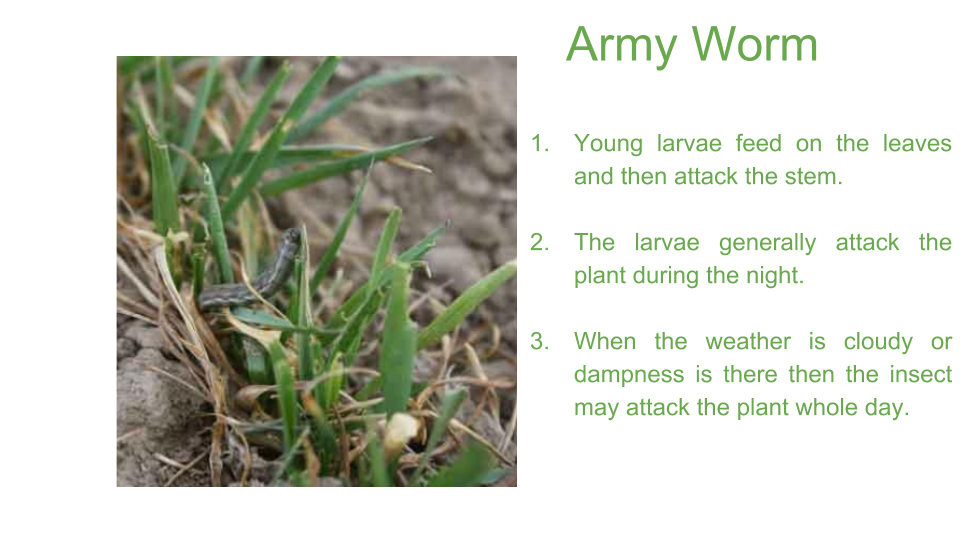 Army Worm
1. Young larvae feed on the leaves
and then attack the stem.
2. The larvae generally attack the
plant during the night.
3. When the weather is cloudy or
dampness is there then the insect
may attack the plant whole day.